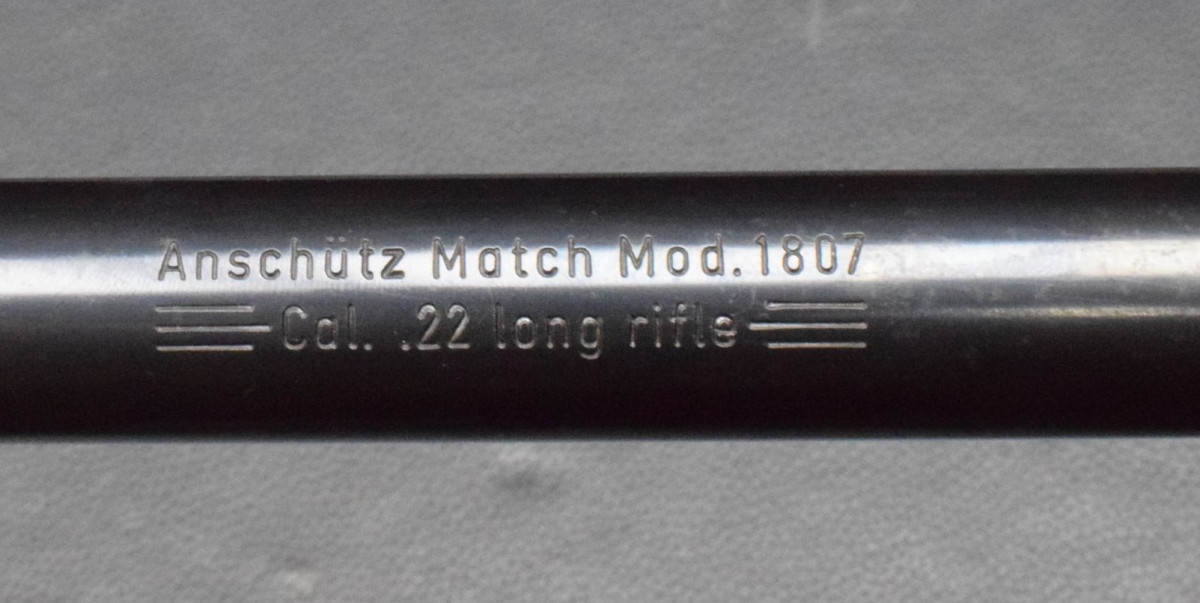 Anschütz Match Mod. 1807
Cal. .22 long rifle